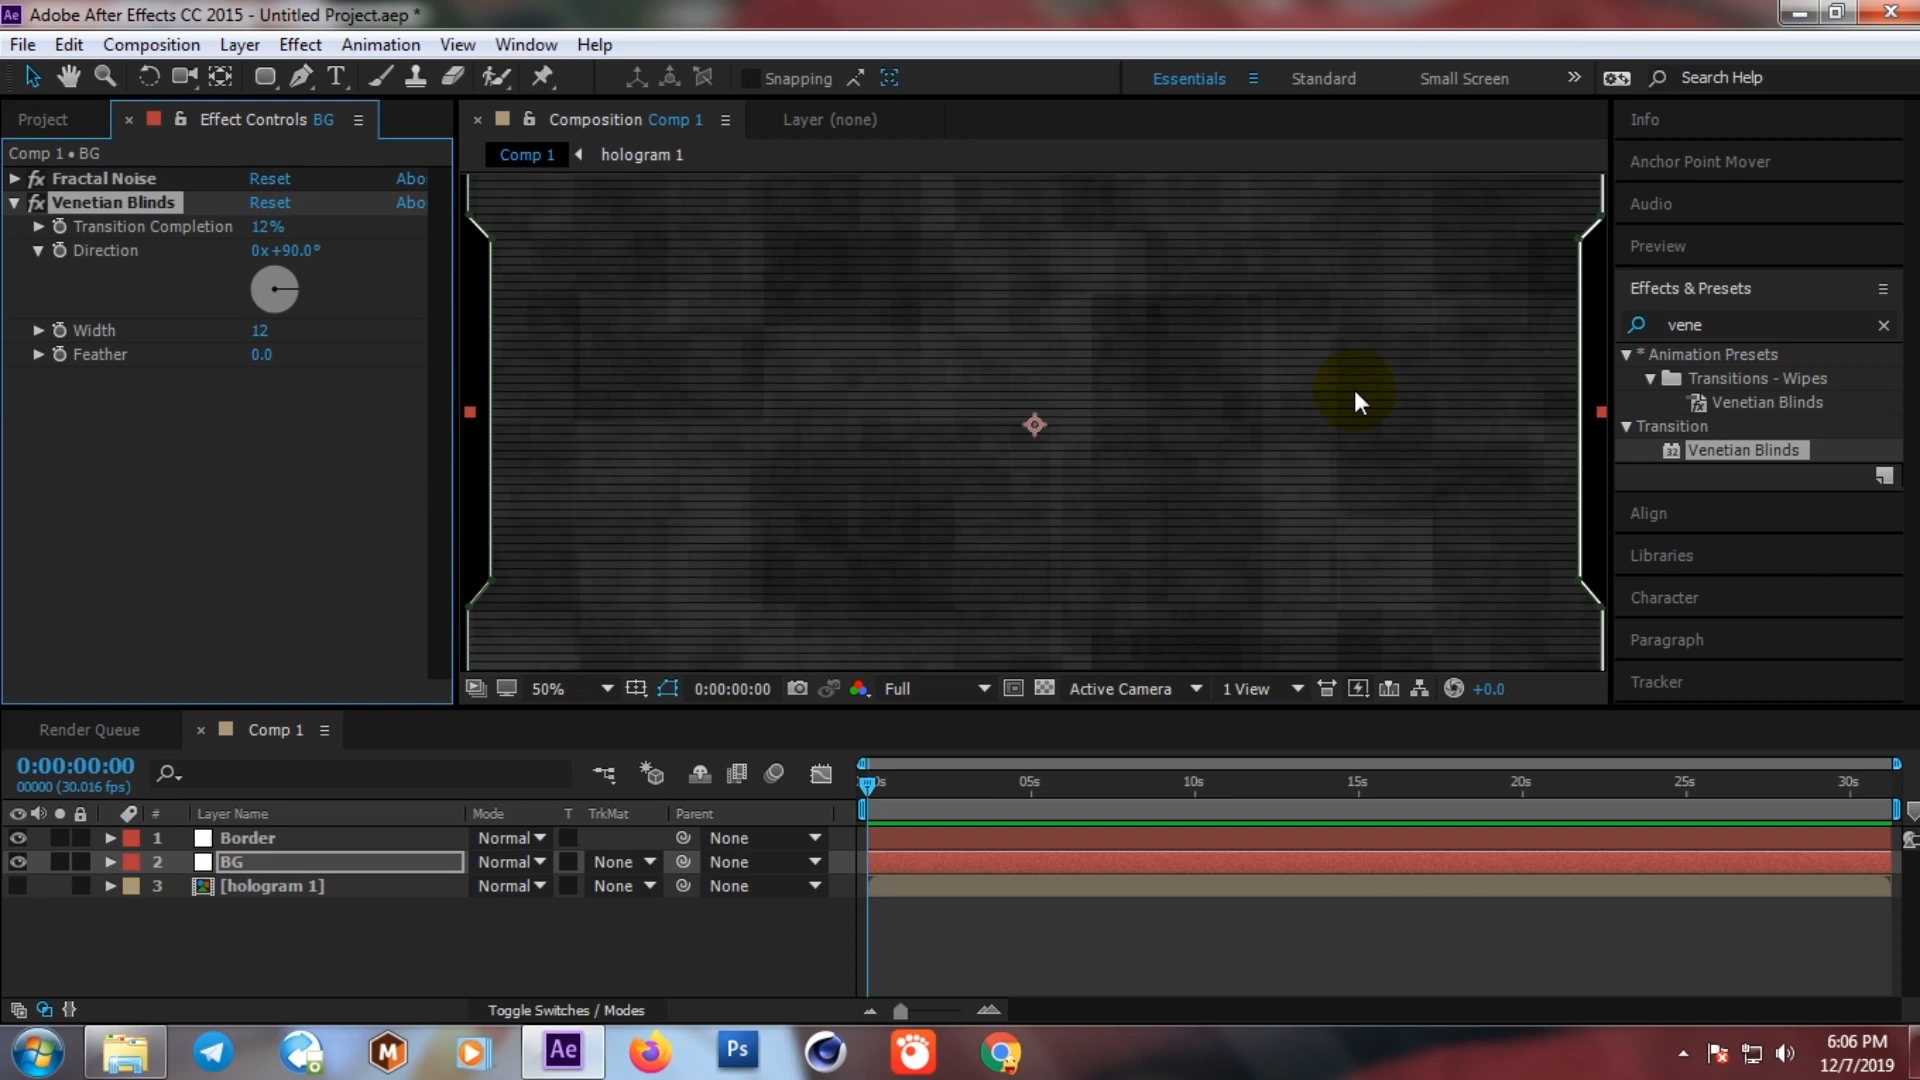 Ae Adobe After Effects CC 2015 - Untitled Project.aep *
File Edit Composition Layer Effect Animation View Window Help
T Snapping Essentials Standard Small Screen Search Help
Project Effect Controls BG
Comp 1 • BG
Fractal Noise Reset Abo
Venetian Blinds Reset Abo
Transition Completion 12%
Direction 0x+90.0°
Width 12
Feather 0.0
Composition Comp 1 Layer (none)
Comp 1 hologram 1
50% 0:00:00:00 Full Active Camera 1 View +0.0
Info
Anchor Point Mover
Audio
Preview
Effects & Presets
vene
* Animation Presets
Transitions - Wipes
Venetian Blinds
Transition
32 Venetian Blinds
Align
Libraries
Character
Paragraph
Tracker
Render Queue Comp 1
0:00:00:00
00000 (30.016 fps)
05s 10s 15s 20s 25s 30s
# Layer Name Mode T TrkMat Parent
1 Border Normal None
2 BG Normal None None
3 [hologram 1] Normal None None
Toggle Switches / Modes
Ae Ps
6:06 PM
12/7/2019